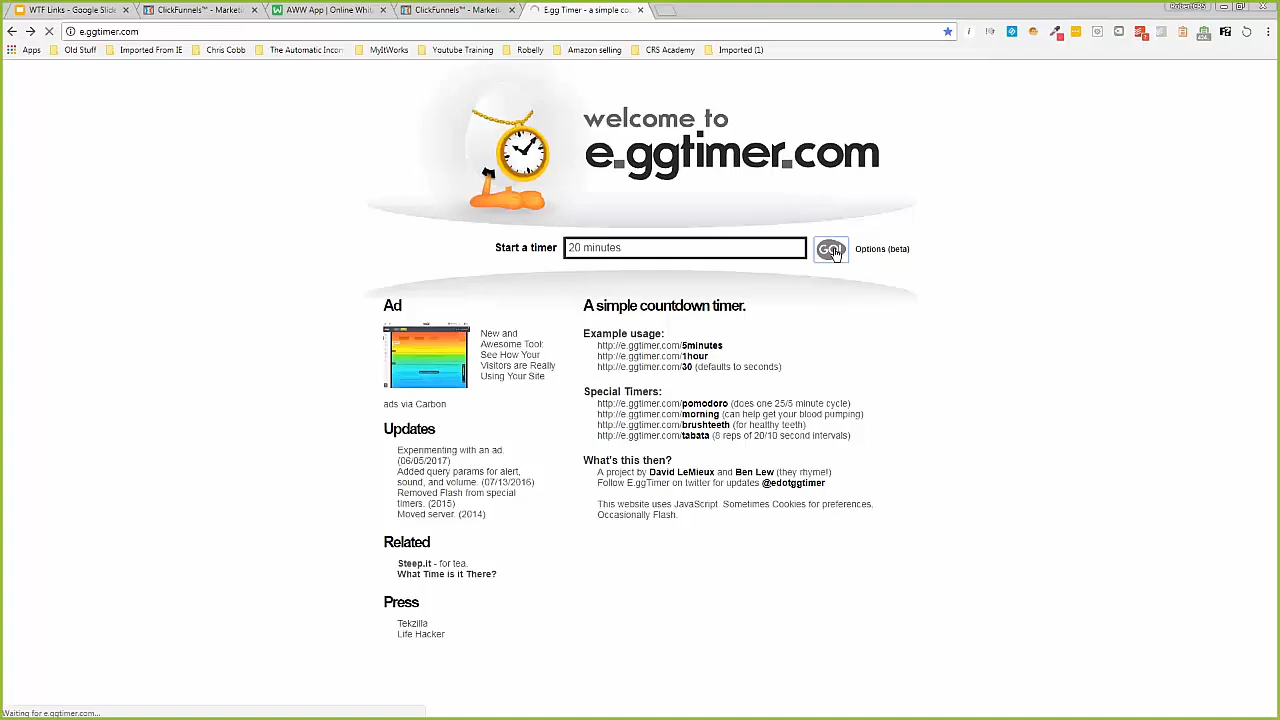 WTF Links - Google Slide
ClickFunnels™ - Marketi
AWW App | Online Whit
ClickFunnels™ - Marketi
E.gg Timer - a simple co
e.ggtimer.com
Apps
Old Stuff
Imported From IE
Chris Cobb
The Automatic Incom
MyItWorks
Youtube Training
Robelly
Amazon selling
CRS Academy
Imported (1)
welcome to
e.ggtimer.com
Start a timer
20 minutes
GO!
Options (beta)
Ad
New and
Awesome Tool:
See How Your
Visitors are Really
Using Your Site
ads via Carbon
Updates
Experimenting with an ad.
(06/05/2017)
Added query params for alert,
sound, and volume. (07/13/2016)
Removed Flash from special
timers. (2015)
Moved server. (2014)
Related
Steep.it - for tea.
What Time is it There?
Press
Tekzilla
Life Hacker
A simple countdown timer.
Example usage:
http://e.ggtimer.com/5minutes
http://e.ggtimer.com/1hour
http://e.ggtimer.com/30 (defaults to seconds)
Special Timers:
http://e.ggtimer.com/pomodoro (does one 25/5 minute cycle)
http://e.ggtimer.com/morning (can help get your blood pumping)
http://e.ggtimer.com/brushteeth (for healthy teeth)
http://e.ggtimer.com/tabata (8 reps of 20/10 second intervals)
What's this then?
A project by David LeMieux and Ben Lew (they rhyme!)
Follow E.ggTimer on twitter for updates @edotggtimer
This website uses JavaScript. Sometimes Cookies for preferences.
Occasionally Flash.
Waiting for e.ggtimer.com...